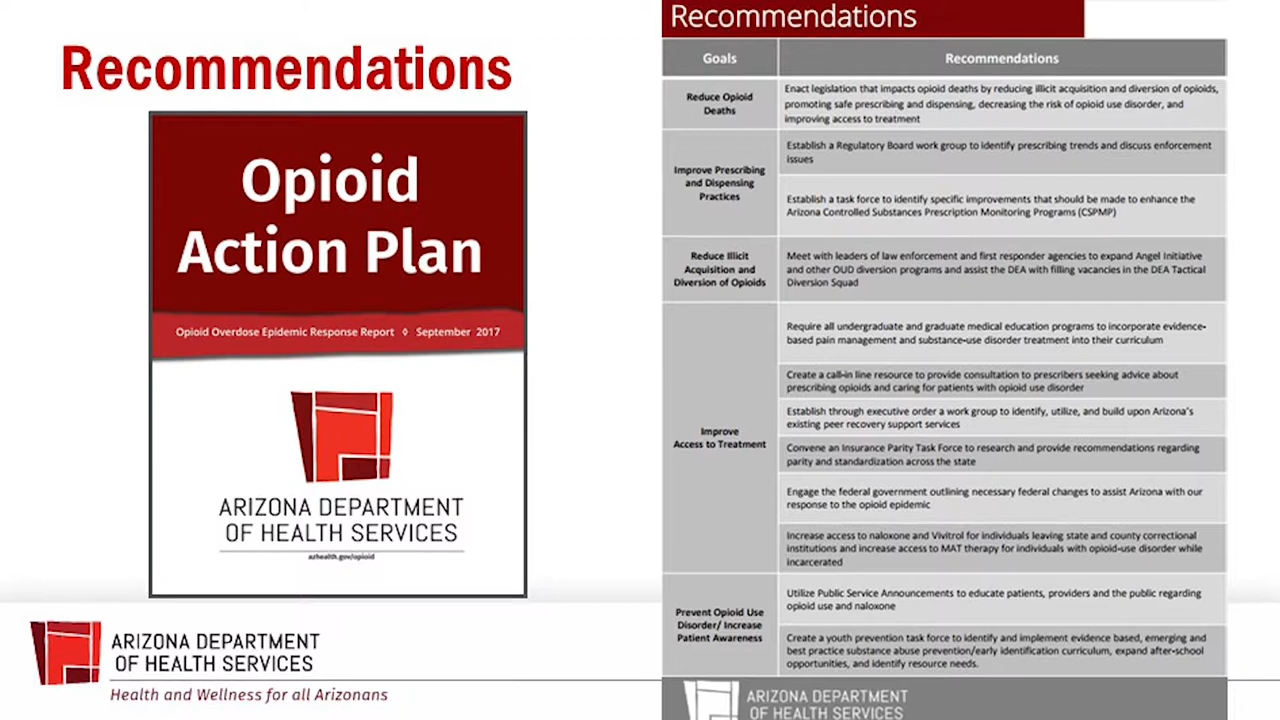 Recommendations
Opioid
Action Plan
Opioid Overdose Epidemic Response Report ◊ September 2017
ARIZONA DEPARTMENT
OF HEALTH SERVICES
azhealth.gov/opioid
ARIZONA DEPARTMENT
OF HEALTH SERVICES
Health and Wellness for all Arizonans
Recommendations
Goals
Recommendations
Reduce Opioid
Deaths
Enact legislation that impacts opioid deaths by reducing illicit acquisition and diversion of opioids,
promoting safe prescribing and dispensing, decreasing the risk of opioid use disorder, and
improving access to treatment
Improve Prescribing
and Dispensing
Practices
Establish a Regulatory Board work group to identify prescribing trends and discuss enforcement
issues
Establish a task force to identify specific improvements that should be made to enhance the
Arizona Controlled Substances Prescription Monitoring Programs (CSPMP)
Reduce Illicit
Acquisition and
Diversion of Opioids
Meet with leaders of law enforcement and first responder agencies to expand Angel Initiative
and other OUD diversion programs and assist the DEA with filling vacancies in the DEA Tactical
Diversion Squad
Improve
Access to Treatment
Require all undergraduate and graduate medical education programs to incorporate evidence-
based pain management and substance-use disorder treatment into their curriculum
Create a call-in line resource to provide consultation to prescribers seeking advice about
prescribing opioids and caring for patients with opioid use disorder
Establish through executive order a work group to identify, utilize, and build upon Arizona's
existing peer recovery support services
Convene an Insurance Parity Task Force to research and provide recommendations regarding
parity and standardization across the state
Engage the federal government outlining necessary federal changes to assist Arizona with our
response to the opioid epidemic
Increase access to naloxone and Vivitrol for individuals leaving state and county correctional
institutions and increase access to MAT therapy for individuals with opioid-use disorder while
incarcerated
Prevent Opioid Use
Disorder/ Increase
Patient Awareness
Utilize Public Service Announcements to educate patients, providers and the public regarding
opioid use and naloxone
Create a youth prevention task force to identify and implement evidence based, emerging and
best practice substance abuse prevention/early identification curriculum, expand after-school
opportunities, and identify resource needs.
ARIZONA DEPARTMENT
OF HEALTH SERVICES